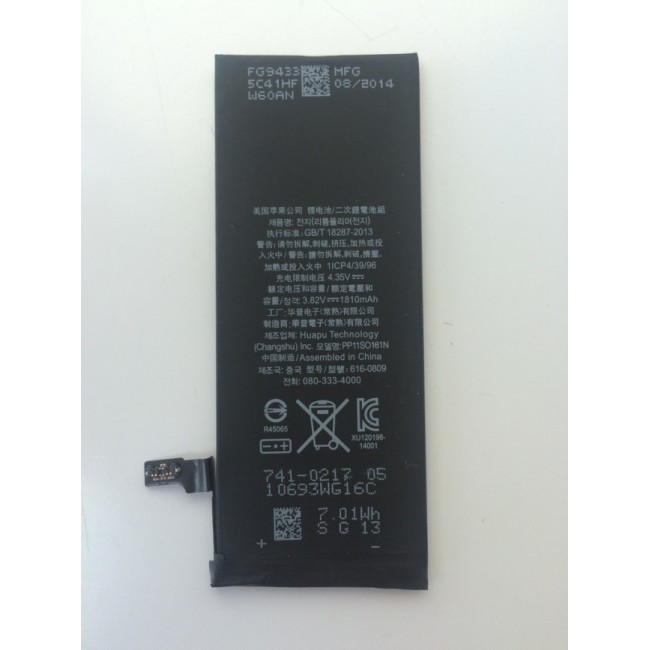 FG9433 MFG
5C41HF 08/2014
W60AN
美国苹果公司 锂电池/二次鋰電池組
제품명: 전지(리튬폴리머전지)
执行标准: GB/T 18287-2013
警告: 请勿拆解,刺破,挤压,加热或投
入火中/警告: 請勿拆解,刺破,擠壓,
加熱或投入火中 1ICP4/39/96
充电限制电压 4.35V
额定电压和容量/額定電壓和
容量/정격: 3.82V 1810mAh
工厂: 华普电子(常熟)有限公司
製造商: 華普電子(常熟)有限公司
제조업체: Huapu Technology
(Changshu) Inc. 모델명: PP11SO161N
中国制造/Assembled in China
제조국: 중국 型号/型號: 616-0809
전화: 080-333-4000
R45065
XU120196-
14001
741-0217 05
10693WG16C
7.01Wh
S G 13
+ −